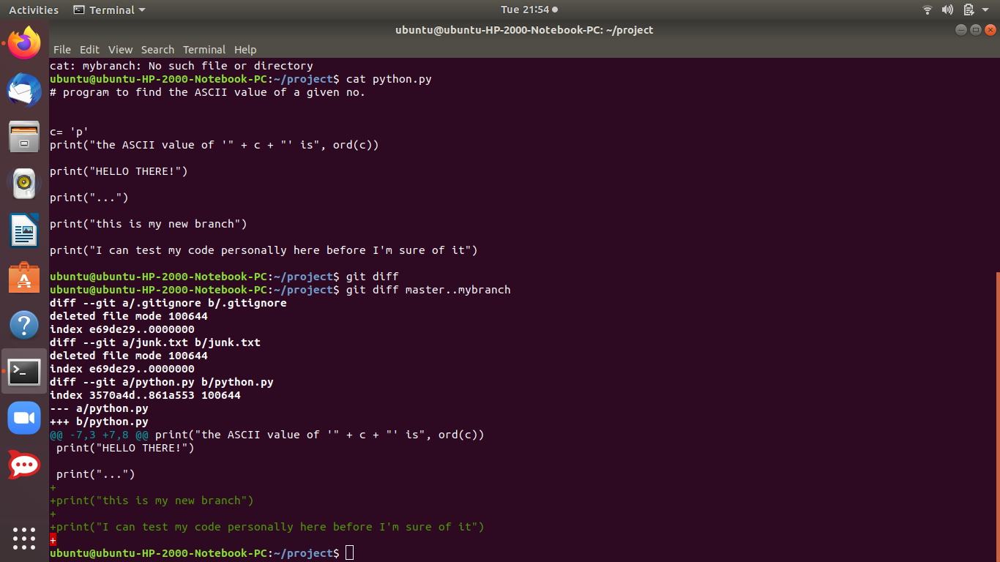 Activities
Terminal
Tue 21:54
ubuntu@ubuntu-HP-2000-Notebook-PC: ~/project
File Edit View Search Terminal Help
cat: mybranch: No such file or directory
ubuntu@ubuntu-HP-2000-Notebook-PC:~/project$ cat python.py
# program to find the ASCII value of a given no.
c= 'p'
print("the ASCII value of '" + c + "' is", ord(c))
print("HELLO THERE!")
print("...")
print("this is my new branch")
print("I can test my code personally here before I'm sure of it")
ubuntu@ubuntu-HP-2000-Notebook-PC:~/project$ git diff
ubuntu@ubuntu-HP-2000-Notebook-PC:~/project$ git diff master..mybranch
diff --git a/.gitignore b/.gitignore
deleted file mode 100644
index e69de29..0000000
diff --git a/junk.txt b/junk.txt
deleted file mode 100644
index e69de29..0000000
diff --git a/python.py b/python.py
index 3570a4d..861a553 100644
--- a/python.py
+++ b/python.py
@@ -7,3 +7,8 @@ print("the ASCII value of '" + c + "' is", ord(c))
 print("HELLO THERE!")
 print("...")
+
+print("this is my new branch")
+
+print("I can test my code personally here before I'm sure of it")
+
ubuntu@ubuntu-HP-2000-Notebook-PC:~/project$